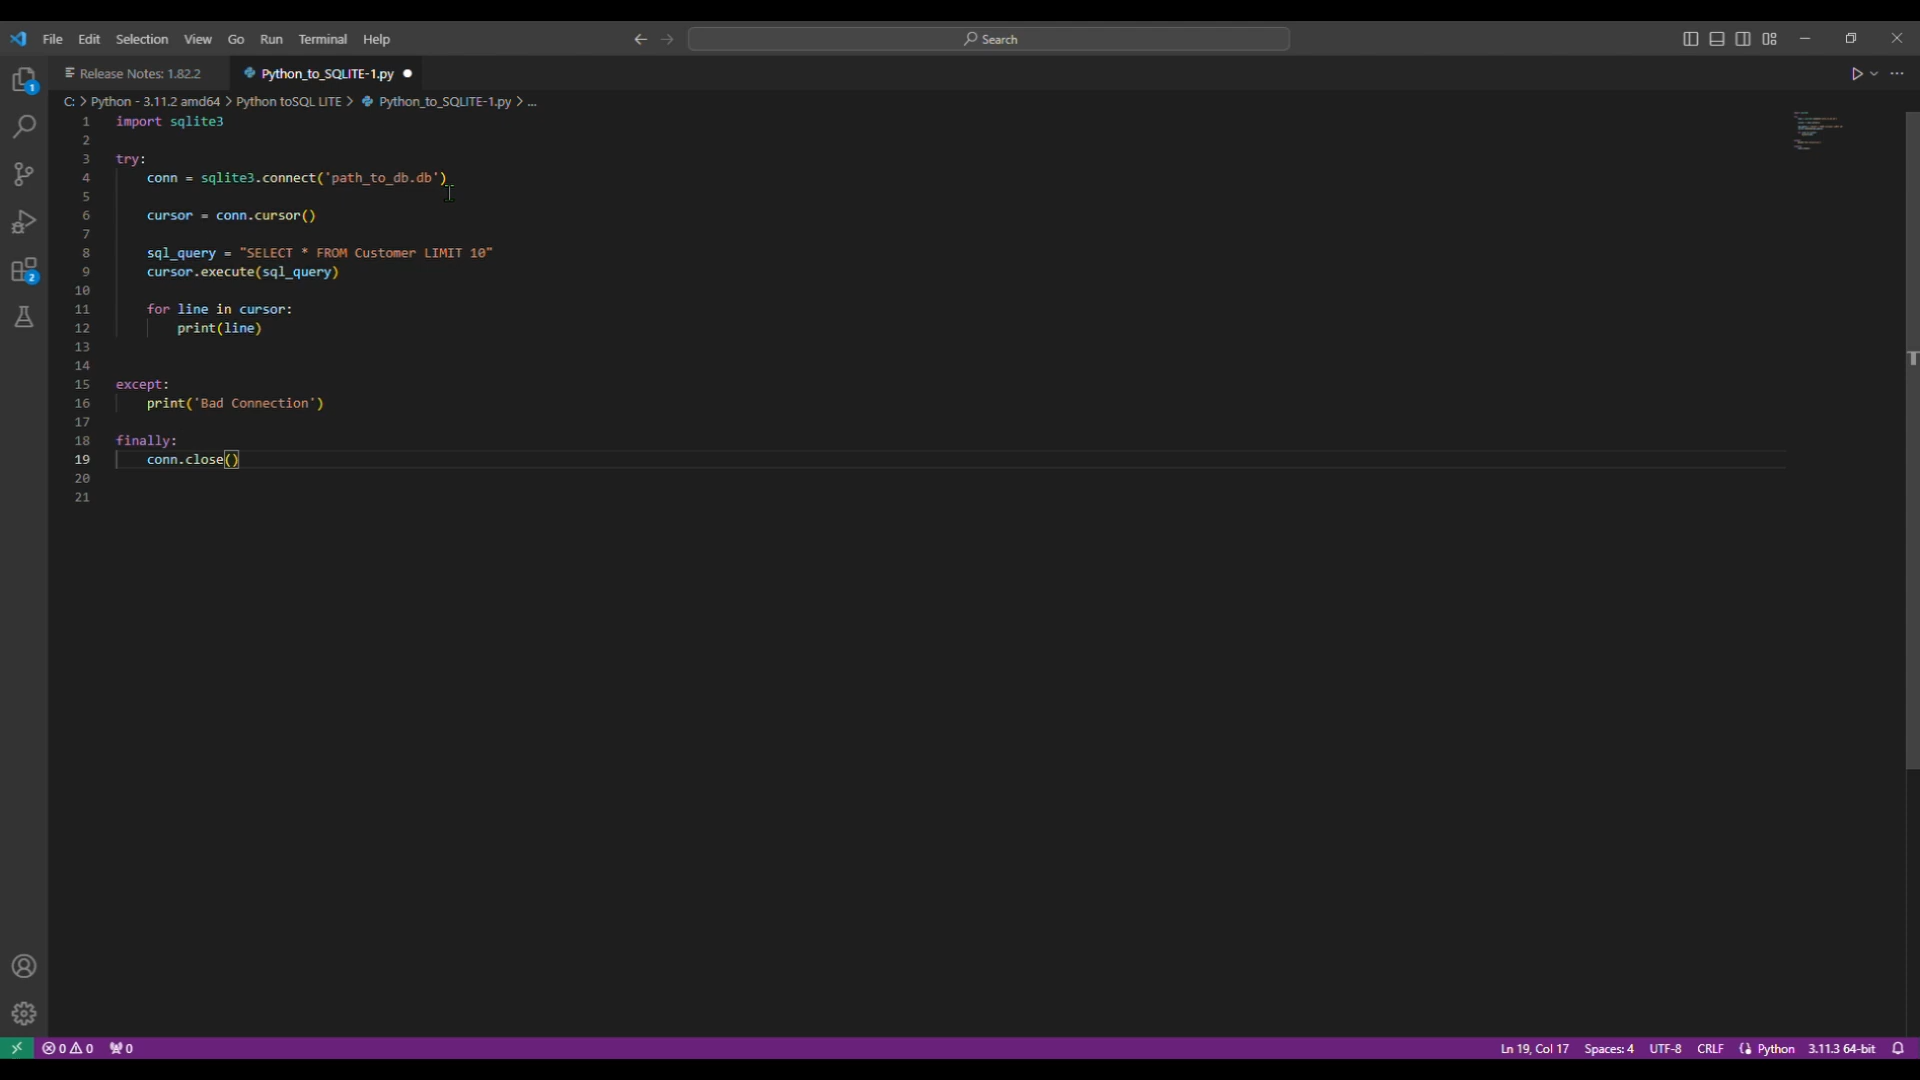 File Edit Selection View Go Run Terminal Help Search
Release Notes: 1.82.2 Python_to_SQLITE-1.py
C: > Python - 3.11.2 amd64 > Python toSQL LITE > Python_to_SQLITE-1.py > ...
1 import sqlite3
2
3 try:
4 conn = sqlite3.connect('path_to_db.db')
5
6 cursor = conn.cursor()
7
8 sql_query = "SELECT * FROM Customer LIMIT 10"
9 cursor.execute(sql_query)
10
11 for line in cursor:
12 print(line)
13
14
15 except:
16 print('Bad Connection')
17
18 finally:
19 conn.close()
20
21
1
2
0 0 0 Ln 19, Col 17 Spaces: 4 UTF-8 CRLF Python 3.11.3 64-bit